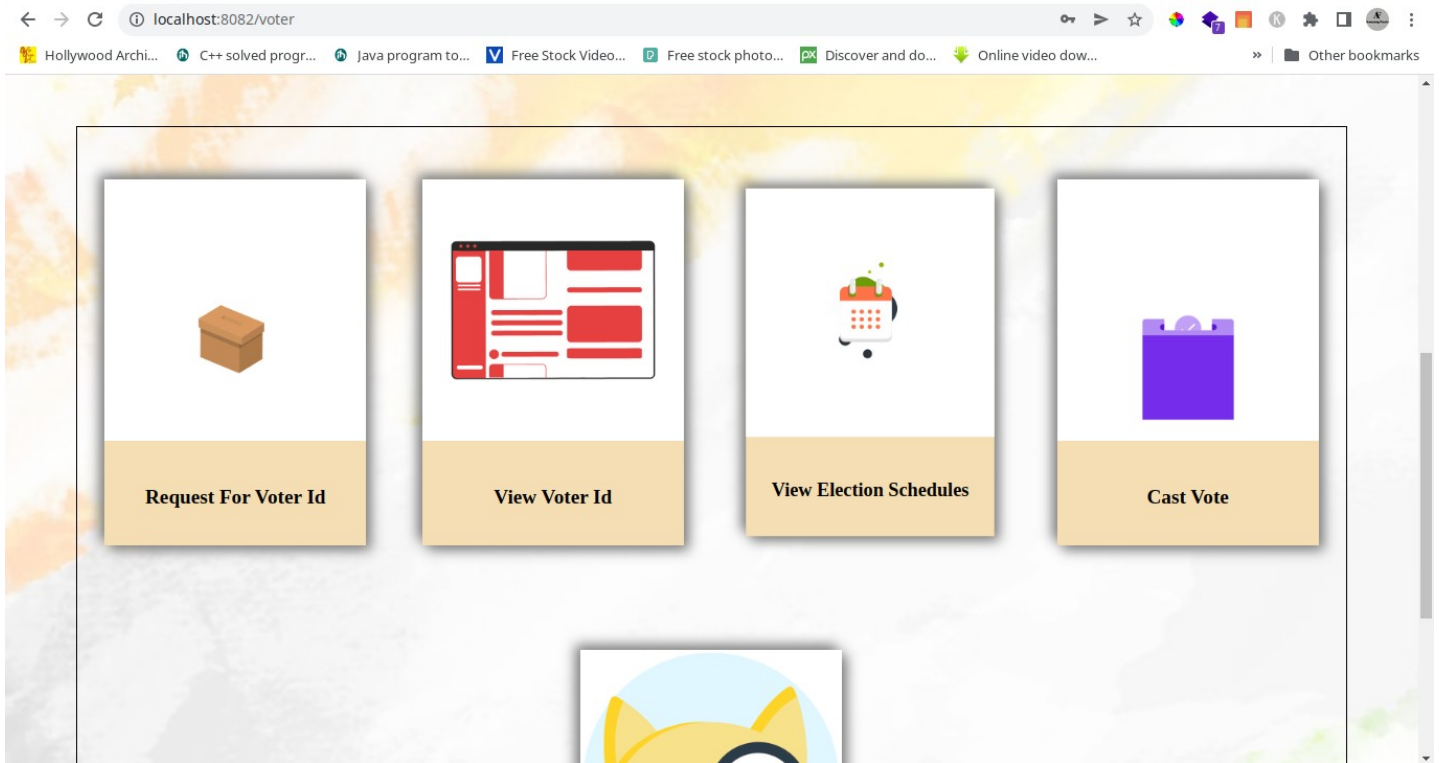 localhost:8082/voter
7
K
Hollywood Archi... C++ solved progr... Java program to... Free Stock Video... Free stock photo... Discover and do... Online video dow... » Other bookmarks
Request For Voter Id View Voter Id View Election Schedules Cast Vote